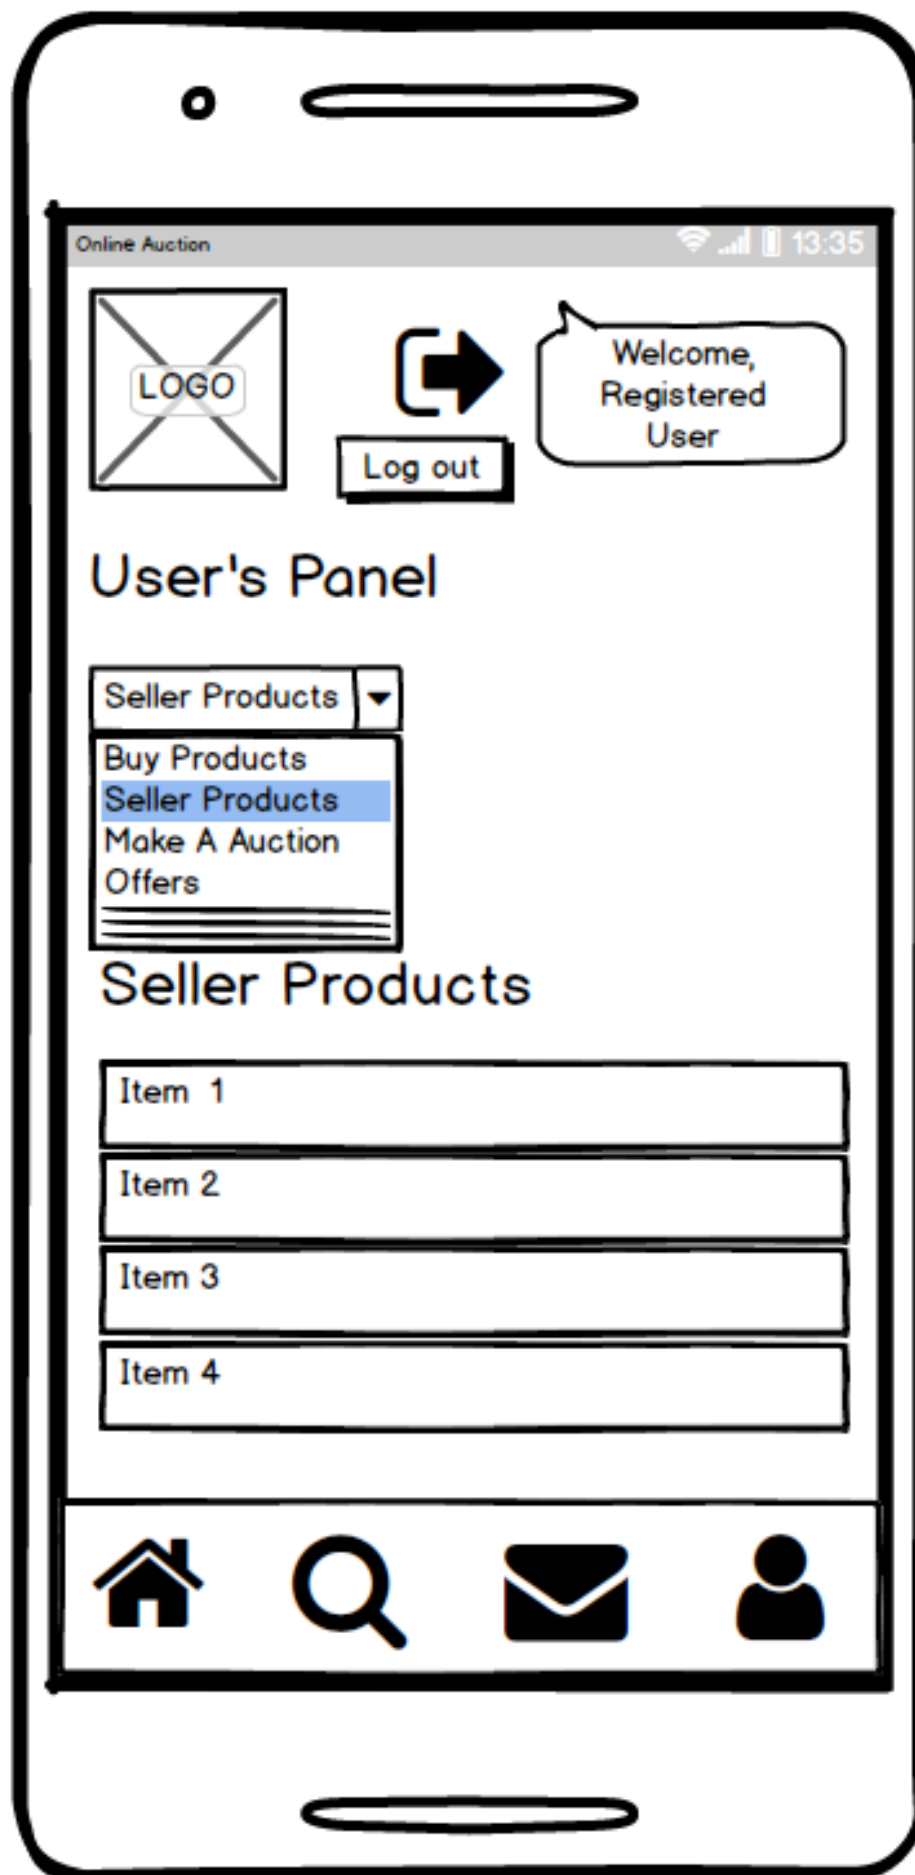 Online Auction 13:35
LOGO
Welcome,
Registered
User
Log out
User's Panel
Seller Products
Buy Products
Seller Products
Make A Auction
Offers
Seller Products
Item 1
Item 2
Item 3
Item 4